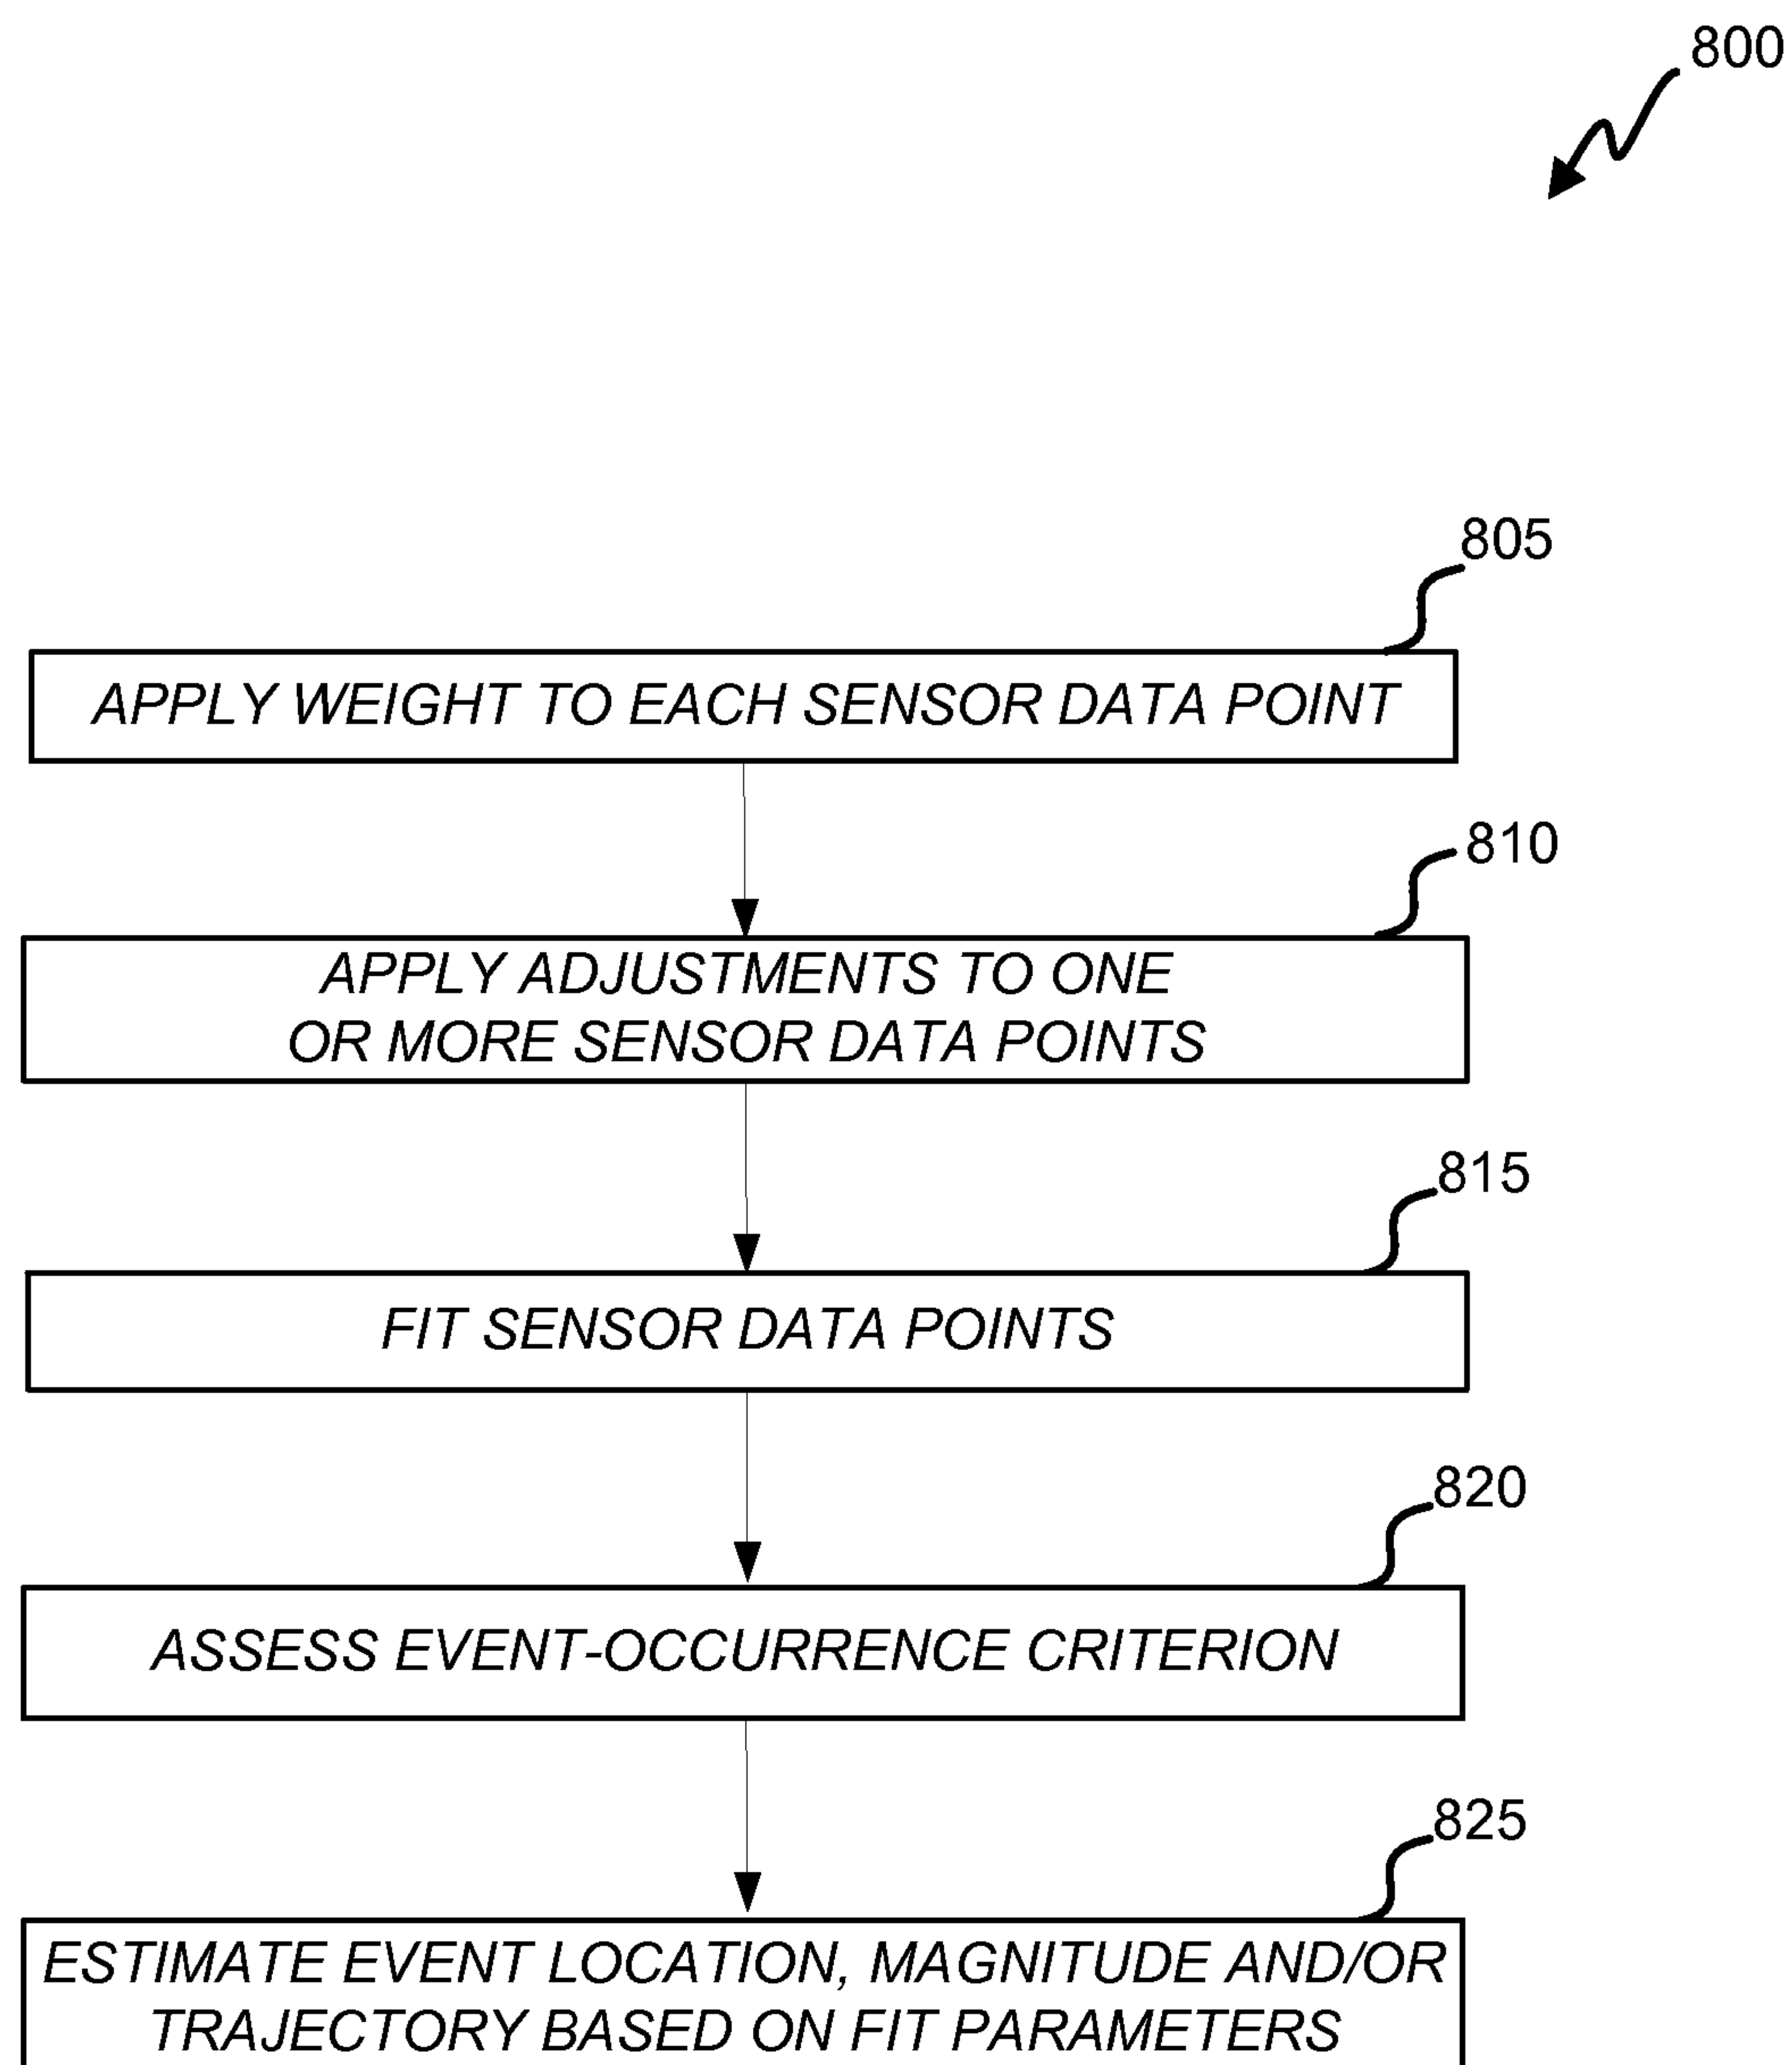 800
805
APPLY WEIGHT TO EACH SENSOR DATA POINT
810
APPLY ADJUSTMENTS TO ONE
OR MORE SENSOR DATA POINTS
815
FIT SENSOR DATA POINTS
820
ASSESS EVENT-OCCURRENCE CRITERION
825
ESTIMATE EVENT LOCATION, MAGNITUDE AND/OR
TRAJECTORY BASED ON FIT PARAMETERS